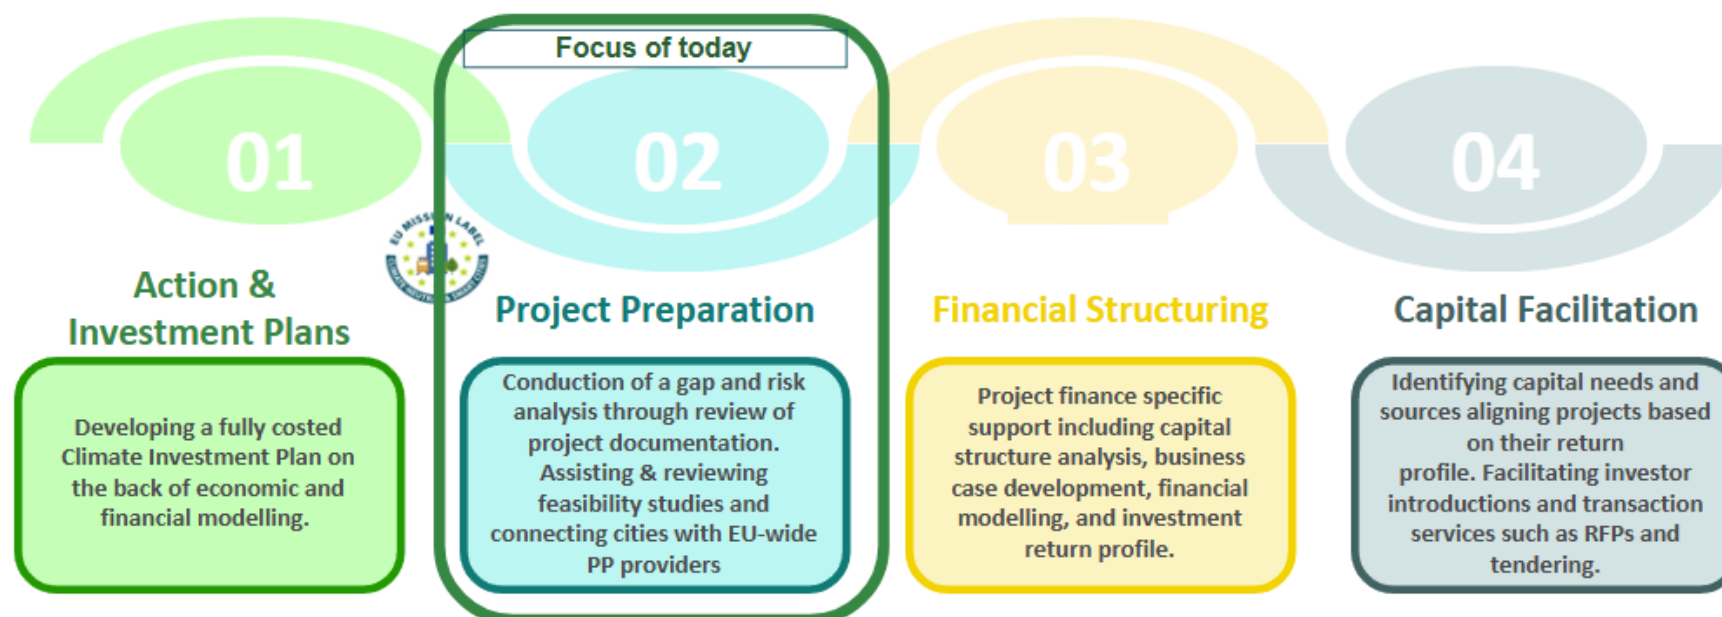 Focus of today
01
02
03
04
EU MISSION LABEL
CLIMATE NEUTRAL & SMART CITIES
Action &
Investment Plans
Project Preparation
Financial Structuring
Capital Facilitation
Developing a fully costed
Climate Investment Plan on
the back of economic and
financial modelling.
Conduction of a gap and risk
analysis through review of
project documentation.
Assisting & reviewing
feasibility studies and
connecting cities with EU-wide
PP providers
Project finance specific
support including capital
structure analysis, business
case development, financial
modelling, and investment
return profile.
Identifying capital needs and
sources aligning projects based
on their return
profile. Facilitating investor
introductions and transaction
services such as RFPs and
tendering.